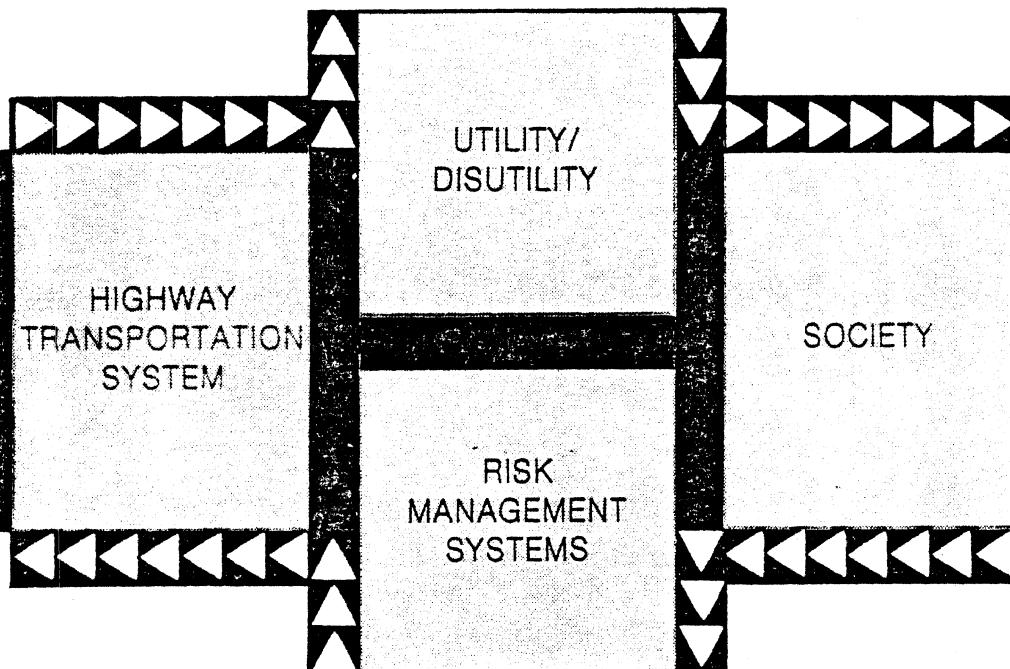 UTILITY/
DISUTILITY
HIGHWAY
TRANSPORTATION
SYSTEM
SOCIETY
RISK
MANAGEMENT
SYSTEMS